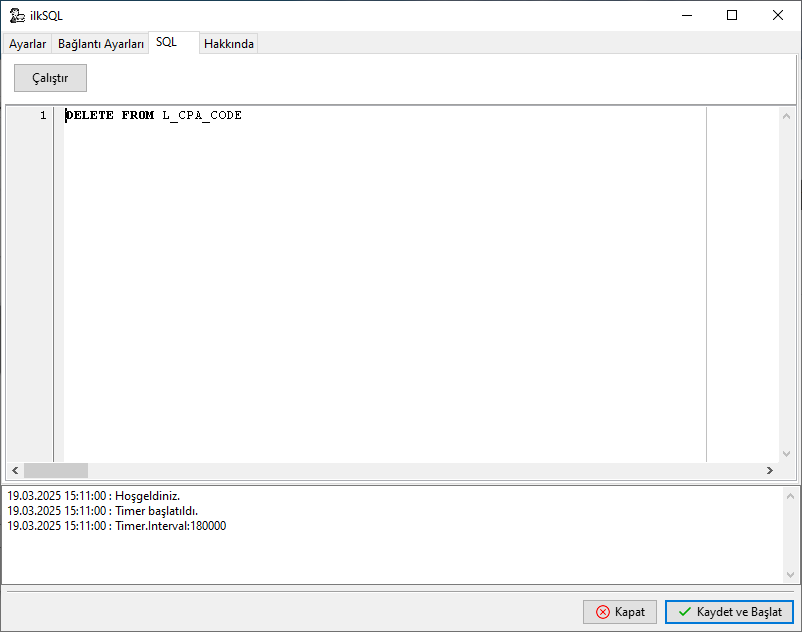 ilkSQL
Ayarlar Bağlantı Ayarları SQL Hakkında
Çalıştır
1 DELETE FROM L_CPA_CODE
19.03.2025 15:11:00 : Hoşgeldiniz.
19.03.2025 15:11:00 : Timer başlatıldı.
19.03.2025 15:11:00 : Timer.Interval:180000
Kapat Kaydet ve Başlat